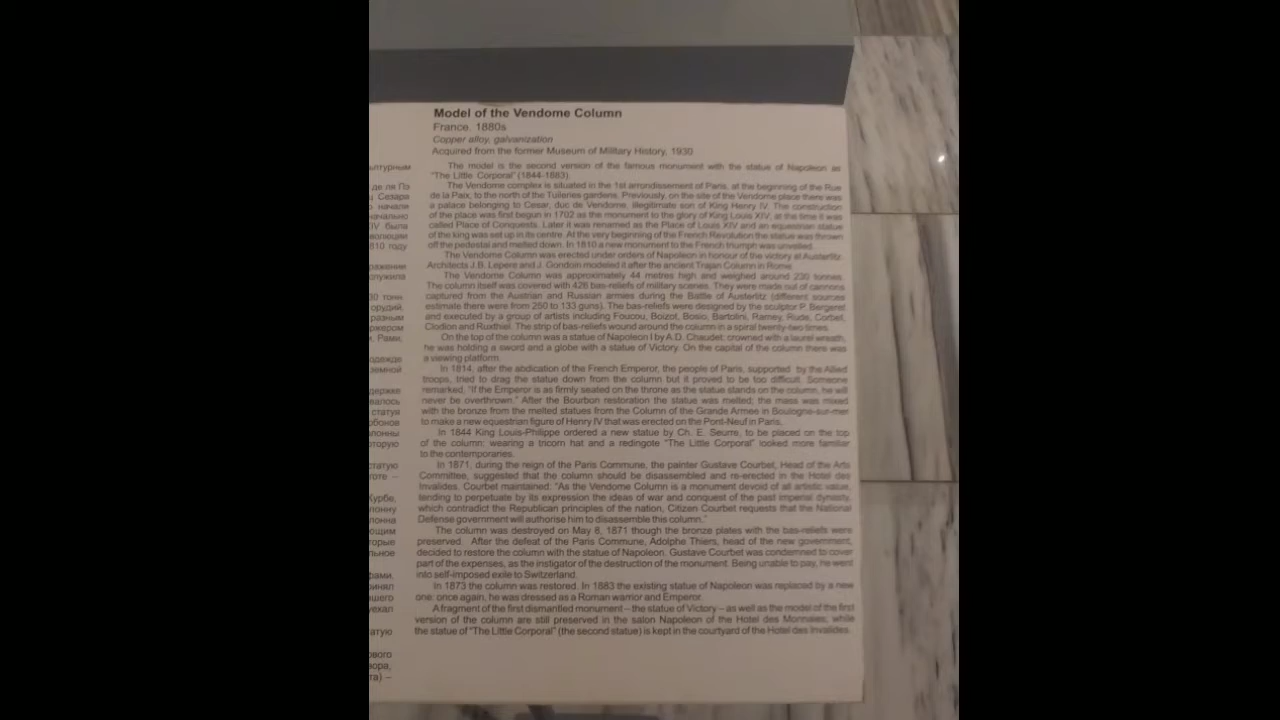 Model of the Vendome Column
France. 1880s
Copper alloy, galvanization
Acquired from the former Museum of Military History, 1930
The model is the second version of the famous monument with the statue of Napoleon as
"The Little Corporal" (1844-1883).
The Vendome complex is situated in the 1st arrondissement of Paris, at the beginning of the Rue
de la Paix, to the north of the Tuileries gardens. Previously, on the site of the Vendome place there was
a palace belonging to Cesar, duc de Vendome, illegitimate son of King Henry IV. The construction
of the place was first begun in 1702 as the monument to the glory of King Louis XIV, at the time it was
called Place of Conquests. Later it was renamed as the Place of Louis XIV and an equestrian statue
of the king was set up in its centre. At the very beginning of the French Revolution the statue was thrown
off the pedestal and melted down. In 1810 a new monument to the French triumph was unveiled.
The Vendome Column was erected under orders of Napoleon in honour of the victory at Austerlitz.
Architects J.B. Lepere and J. Gondoin modeled it after the ancient Trajan Column in Rome.
The Vendome Column was approximately 44 metres high and weighed around 230 tonnes.
The column itself was covered with 426 bas-reliefs of military scenes. They were made out of cannons
captured from the Austrian and Russian armies during the Battle of Austerlitz (different sources
estimate there were from 250 to 133 guns). The bas-reliefs were designed by the sculptor P. Bergeret
and executed by a group of artists including Foucou, Boizot, Bosio, Bartolini, Ramey, Rude, Corbet,
Clodion and Ruxthiel. The strip of bas-reliefs wound around the column in a spiral twenty-two times.
On the top of the column was a statue of Napoleon I by A.D. Chaudet: crowned with a laurel wreath,
he was holding a sword and a globe with a statue of Victory. On the capital of the column there was
a viewing platform.
In 1814, after the abdication of the French Emperor, the people of Paris, supported by the Allied
troops, tried to drag the statue down from the column but it proved to be too difficult. Someone
remarked, "If the Emperor is as firmly seated on the throne as the statue stands on the column, he will
never be overthrown." After the Bourbon restoration the statue was melted; the mass was mixed
with the bronze from the melted statues from the Column of the Grande Armee in Boulogne-sur-mer
to make a new equestrian figure of Henry IV that was erected on the Pont-Neuf in Paris.
In 1844 King Louis-Philippe ordered a new statue by Ch. E. Seurre, to be placed on the top
of the column: wearing a tricorn hat and a redingote "The Little Corporal" looked more familiar
to the contemporaries.
In 1871, during the reign of the Paris Commune, the painter Gustave Courbet, Head of the Arts
Committee, suggested that the column should be disassembled and re-erected in the Hotel des
Invalides. Courbet maintained: "As the Vendome Column is a monument devoid of all artistic value,
tending to perpetuate by its expression the ideas of war and conquest of the past imperial dynasty,
which contradict the Republican principles of the nation, Citizen Courbet requests that the National
Defense government will authorise him to disassemble this column."
The column was destroyed on May 8, 1871 though the bronze plates with the bas-reliefs were
preserved. After the defeat of the Paris Commune, Adolphe Thiers, head of the new government,
decided to restore the column with the statue of Napoleon. Gustave Courbet was condemned to cover
part of the expenses, as the instigator of the destruction of the monument. Being unable to pay, he went
into self-imposed exile to Switzerland.
In 1873 the column was restored. In 1883 the existing statue of Napoleon was replaced by a new
one: once again, he was dressed as a Roman warrior and Emperor.
A fragment of the first dismantled monument – the statue of Victory – as well as the model of the first
version of the column are still preserved in the salon Napoleon of the Hotel des Monnaies; while
the statue of "The Little Corporal" (the second statue) is kept in the courtyard of the Hotel des Invalides.